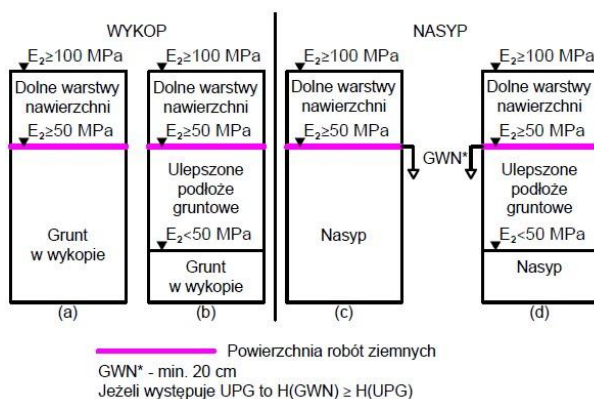 WYKOP NASYP
E₂≥100 MPa E₂≥100 MPa E₂≥100 MPa E₂≥100 MPa
Dolne warstwy Dolne warstwy Dolne warstwy Dolne warstwy
nawierzchni nawierzchni nawierzchni nawierzchni
E₂≥50 MPa E₂≥50 MPa E₂≥50 MPa E₂≥50 MPa
GWN*
Ulepszone Ulepszone
podłoże podłoże
gruntowe gruntowe
Grunt Nasyp
w wykopie
E₂<50 MPa E₂<50 MPa
Grunt Nasyp
w wykopie
(a) (b) (c) (d)
Powierzchnia robót ziemnych
GWN* - min. 20 cm
Jeżeli występuje UPG to H(GWN) ≥ H(UPG)